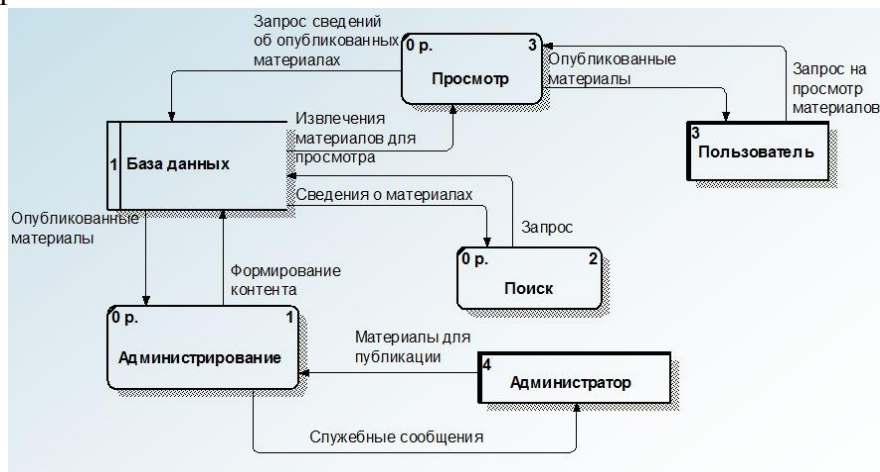 Запрос сведений
об опубликованных
материалах
0 р. 3
Просмотр
Опубликованные
материалы
Запрос на
просмотр
материалов
Извлечения
материалов для
просмотра
1 База данных
3
Пользователь
Сведения о материалах
Опубликованные
материалы
Запрос
Формирование
контента
0 р. 2
Поиск
0 р. 1
Администрирование
Материалы для
публикации
4
Администратор
Служебные сообщения